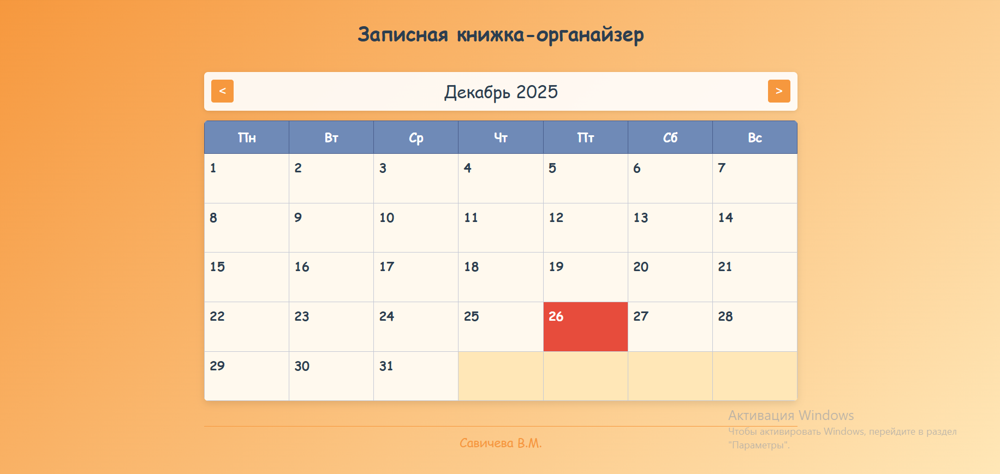 Записная книжка-органайзер
<
Декабрь 2025
>
Пн Вт Ср Чт Пт Сб Вс
1 2 3 4 5 6 7
8 9 10 11 12 13 14
15 16 17 18 19 20 21
22 23 24 25 26 27 28
29 30 31
Активация Windows
Чтобы активировать Windows, перейдите в раздел
"Параметры".
Савичева В.М.